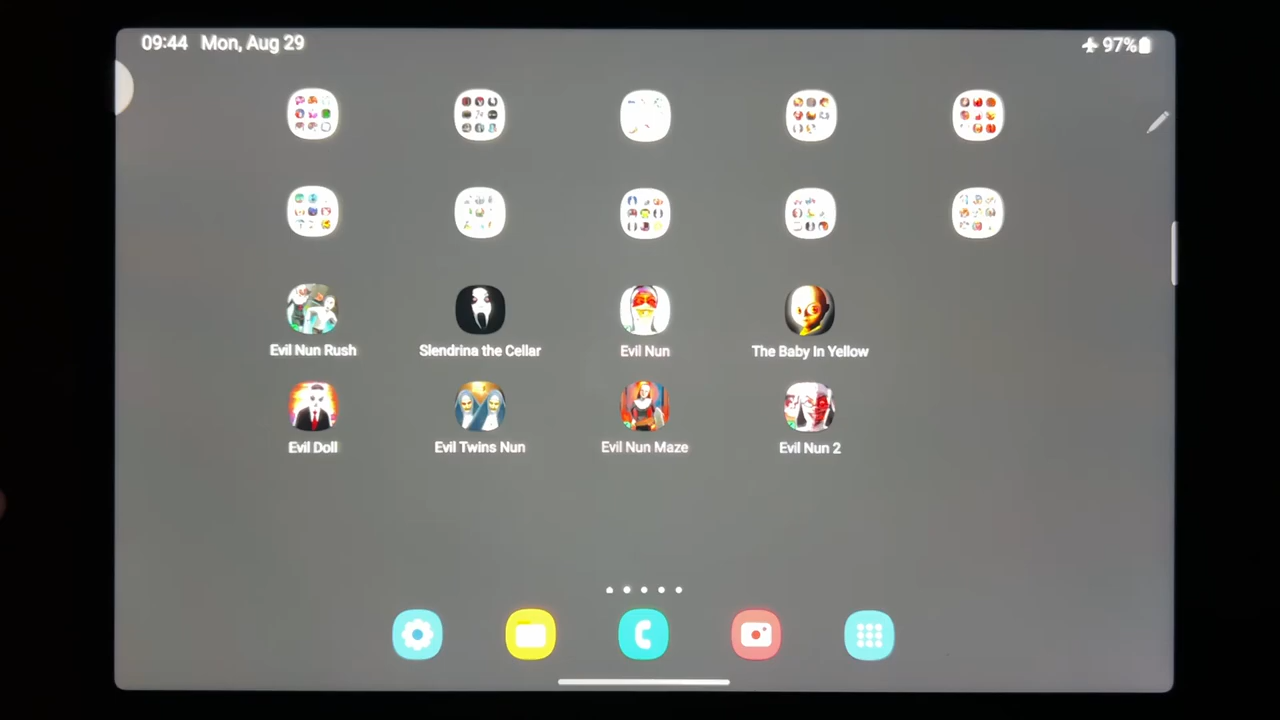 09:44 Mon, Aug 29 97%
Evil Nun Rush Slendrina the Cellar Evil Nun The Baby In Yellow
Evil Doll Evil Twins Nun Evil Nun Maze Evil Nun 2